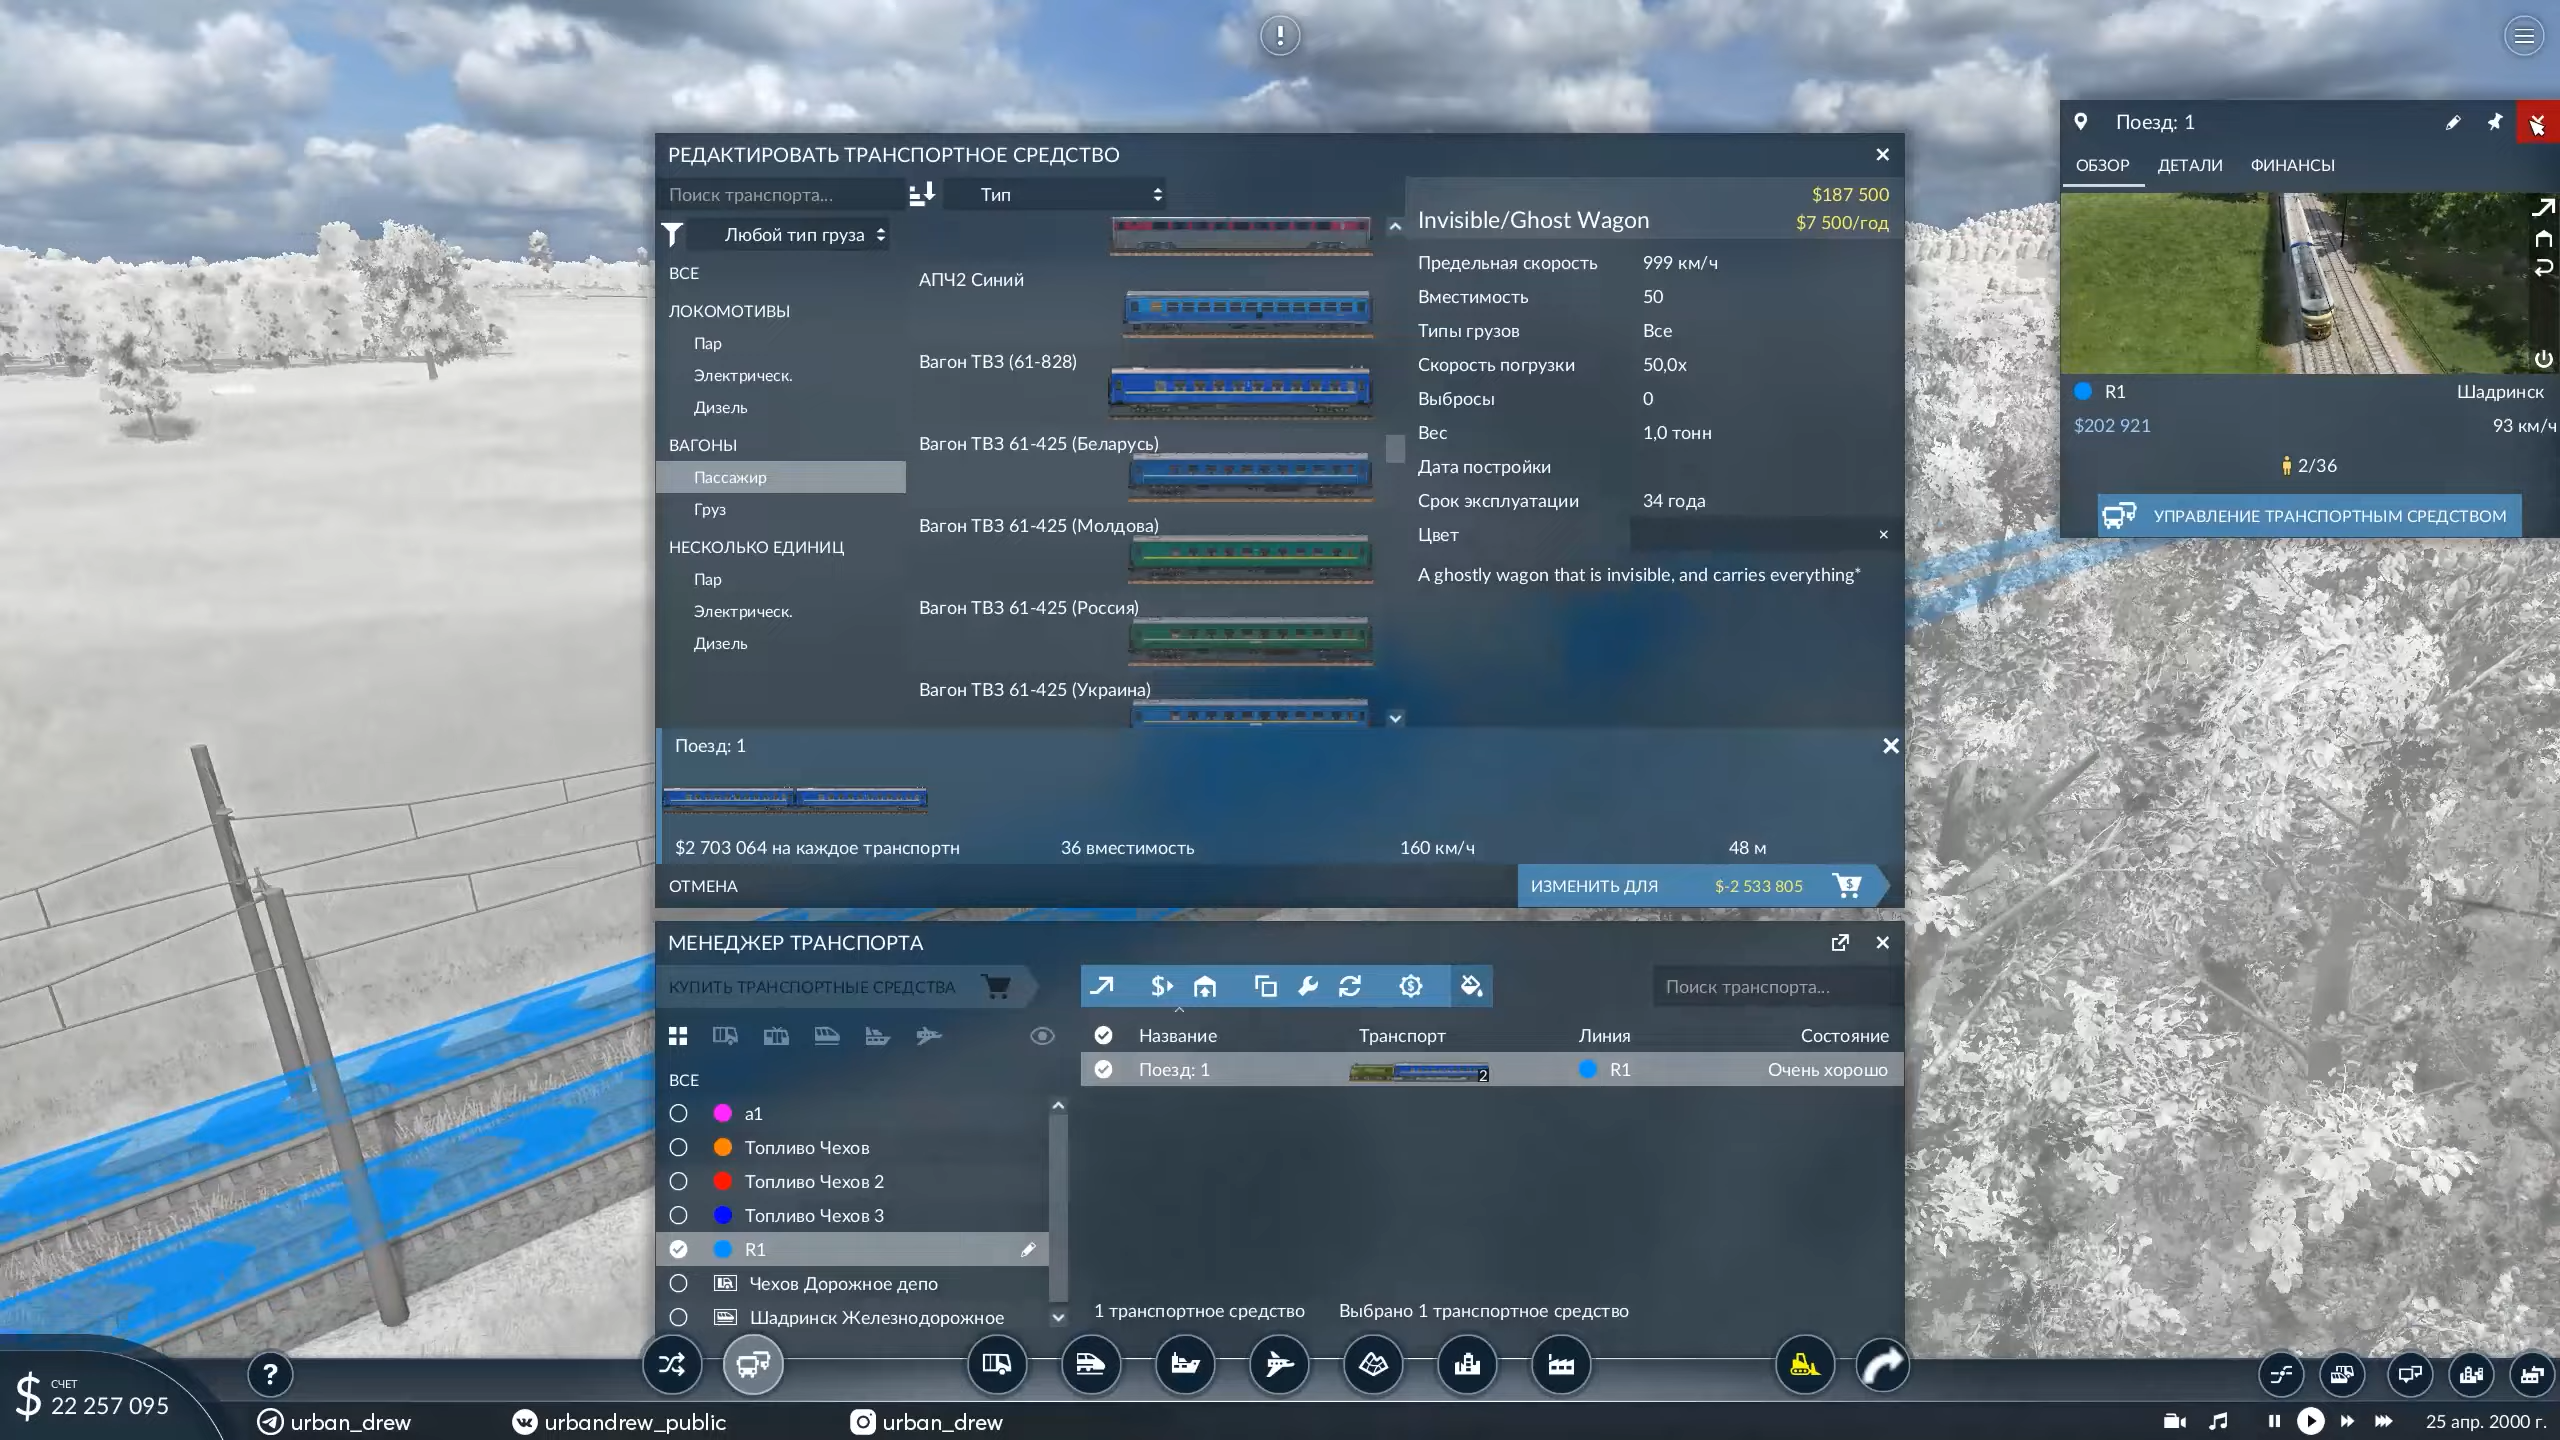 РЕДАКТИРОВАТЬ ТРАНСПОРТНОЕ СРЕДСТВО
Поиск транспорта...
Тип
Любой тип груза
ВСЕ
ЛОКОМОТИВЫ
Пар
Электрическ.
Дизель
ВАГОНЫ
Пассажир
Груз
НЕСКОЛЬКО ЕДИНИЦ
Пар
Электрическ.
Дизель
АПЧ2 Синий
Вагон ТВЗ (61-828)
Вагон ТВЗ 61-425 (Беларусь)
Вагон ТВЗ 61-425 (Молдова)
Вагон ТВЗ 61-425 (Россия)
Вагон ТВЗ 61-425 (Украина)
$187 500
Invisible/Ghost Wagon
$7 500/год
Предельная скорость 999 км/ч
Вместимость 50
Типы грузов Все
Скорость погрузки 50,0x
Выбросы 0
Вес 1,0 тонн
Дата постройки
Срок эксплуатации 34 года
Цвет
A ghostly wagon that is invisible, and carries everything*
Поезд: 1
$2 703 064 на каждое транспортн 36 вместимость 160 км/ч 48 м
ОТМЕНА
ИЗМЕНИТЬ ДЛЯ $-2 533 805
Поезд: 1
ОБЗОР ДЕТАЛИ ФИНАНСЫ
R1 Шадринск
$202 921 93 км/ч
2/36
УПРАВЛЕНИЕ ТРАНСПОРТНЫМ СРЕДСТВОМ
МЕНЕДЖЕР ТРАНСПОРТА
КУПИТЬ ТРАНСПОРТНЫЕ СРЕДСТВА
Поиск транспорта...
ВСЕ
a1
Топливо Чехов
Топливо Чехов 2
Топливо Чехов 3
R1
Чехов Дорожное депо
Шадринск Железнодорожное
Название Транспорт Линия Состояние
Поезд: 1 2 R1 Очень хорошо
1 транспортное средство Выбрано 1 транспортное средство
СЧЕТ
$ 22 257 095
?
urban_drew urbandrew_public urban_drew
25 апр. 2000 г.